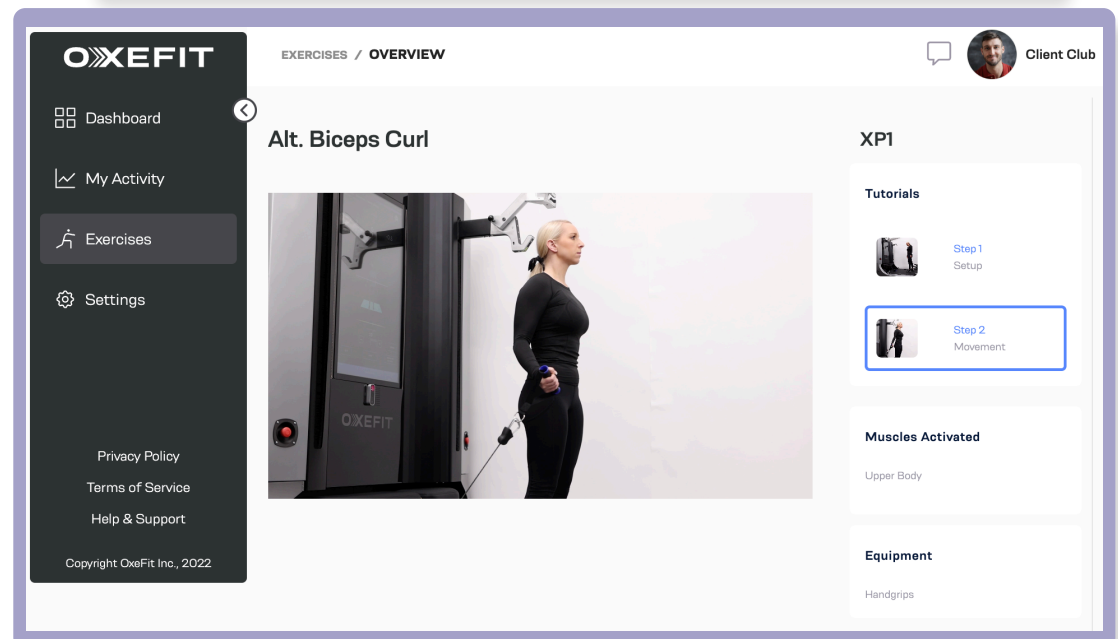 OXEFIT
EXERCISES / OVERVIEW
Client Club
Dashboard
My Activity
Exercises
Settings
Privacy Policy
Terms of Service
Help & Support
Copyright OxeFit Inc., 2022
Alt. Biceps Curl
OXEFIT
XP1
Tutorials
Step 1
Setup
Step 2
Movement
Muscles Activated
Upper Body
Equipment
Handgrips